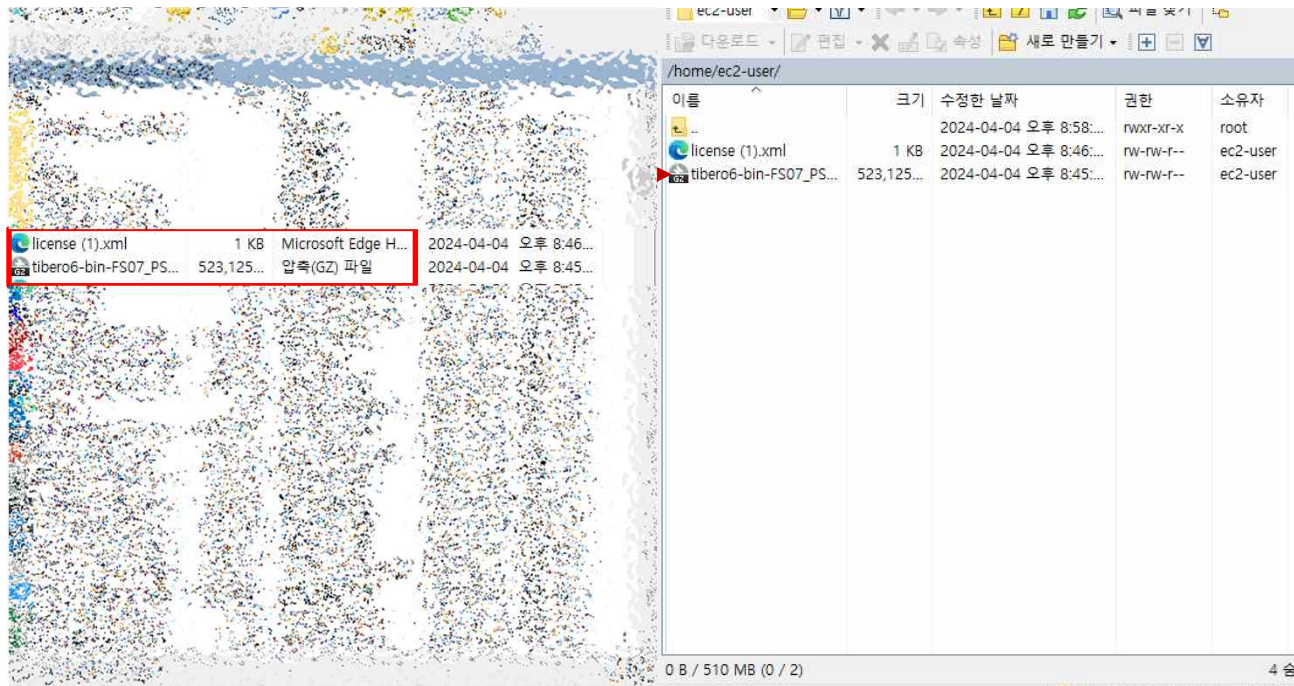 license (1).xml 1 KB Microsoft Edge H... 2024-04-04 오후 8:46...
tibero6-bin-FS07_PS... 523,125... 압축(GZ) 파일 2024-04-04 오후 8:45...
ec2-user
다운로드 편집 속성 새로 만들기
/home/ec2-user/
이름 크기 수정한 날짜 권한 소유자
.. 2024-04-04 오후 8:58:... rwxr-xr-x root
license (1).xml 1 KB 2024-04-04 오후 8:46:... rw-rw-r-- ec2-user
tibero6-bin-FS07_PS... 523,125... 2024-04-04 오후 8:45:... rw-rw-r-- ec2-user
0 B / 510 MB (0 / 2) 4